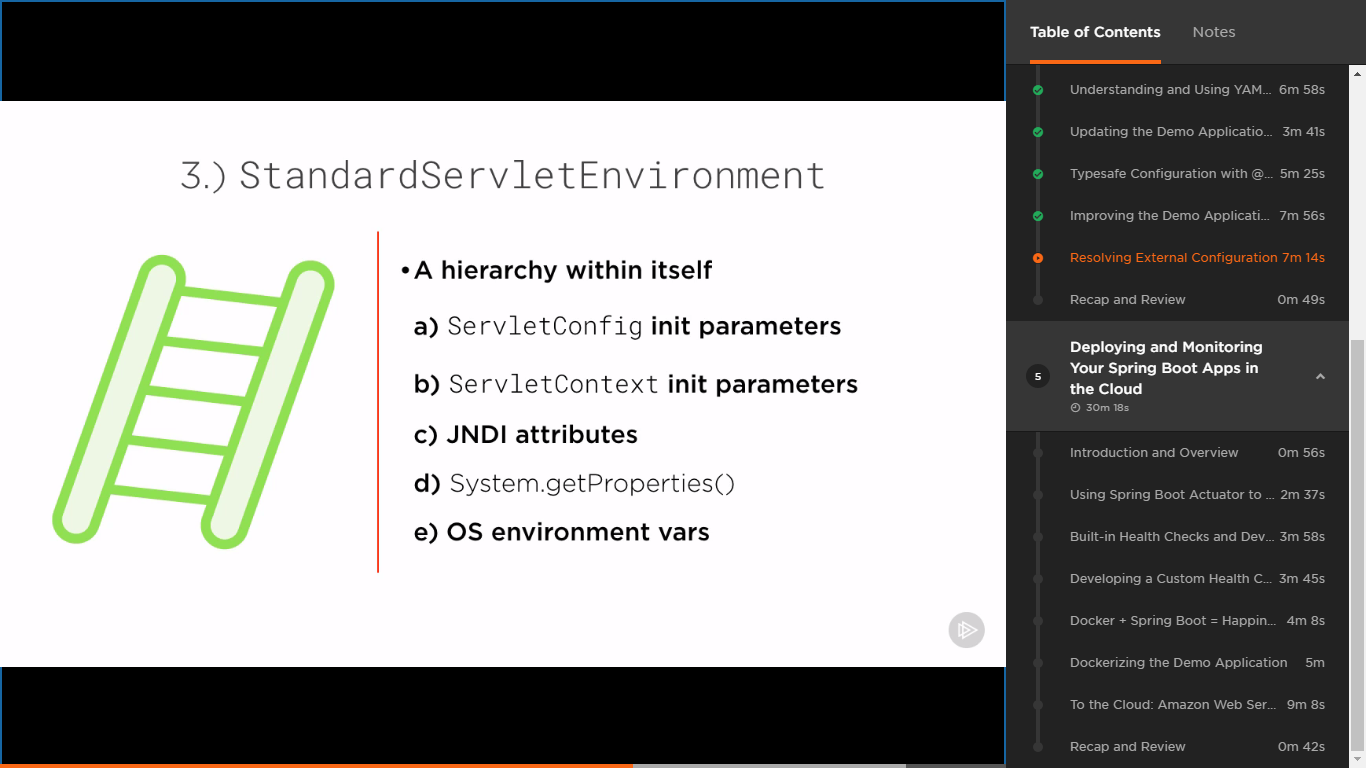 3.) StandardServletEnvironment
•A hierarchy within itself
a) ServletConfig init parameters
b) ServletContext init parameters
c) JNDI attributes
d) System.getProperties()
e) OS environment vars
Table of Contents
Notes
Understanding and Using YAM... 6m 58s
Updating the Demo Applicatio... 3m 41s
Typesafe Configuration with @... 5m 25s
Improving the Demo Applicati... 7m 56s
Resolving External Configuration 7m 14s
Recap and Review 0m 49s
5
Deploying and Monitoring
Your Spring Boot Apps in
the Cloud
30m 18s
Introduction and Overview 0m 56s
Using Spring Boot Actuator to ... 2m 37s
Built-in Health Checks and Dev... 3m 58s
Developing a Custom Health C... 3m 45s
Docker + Spring Boot = Happin... 4m 8s
Dockerizing the Demo Application 5m
To the Cloud: Amazon Web Ser... 9m 8s
Recap and Review 0m 42s